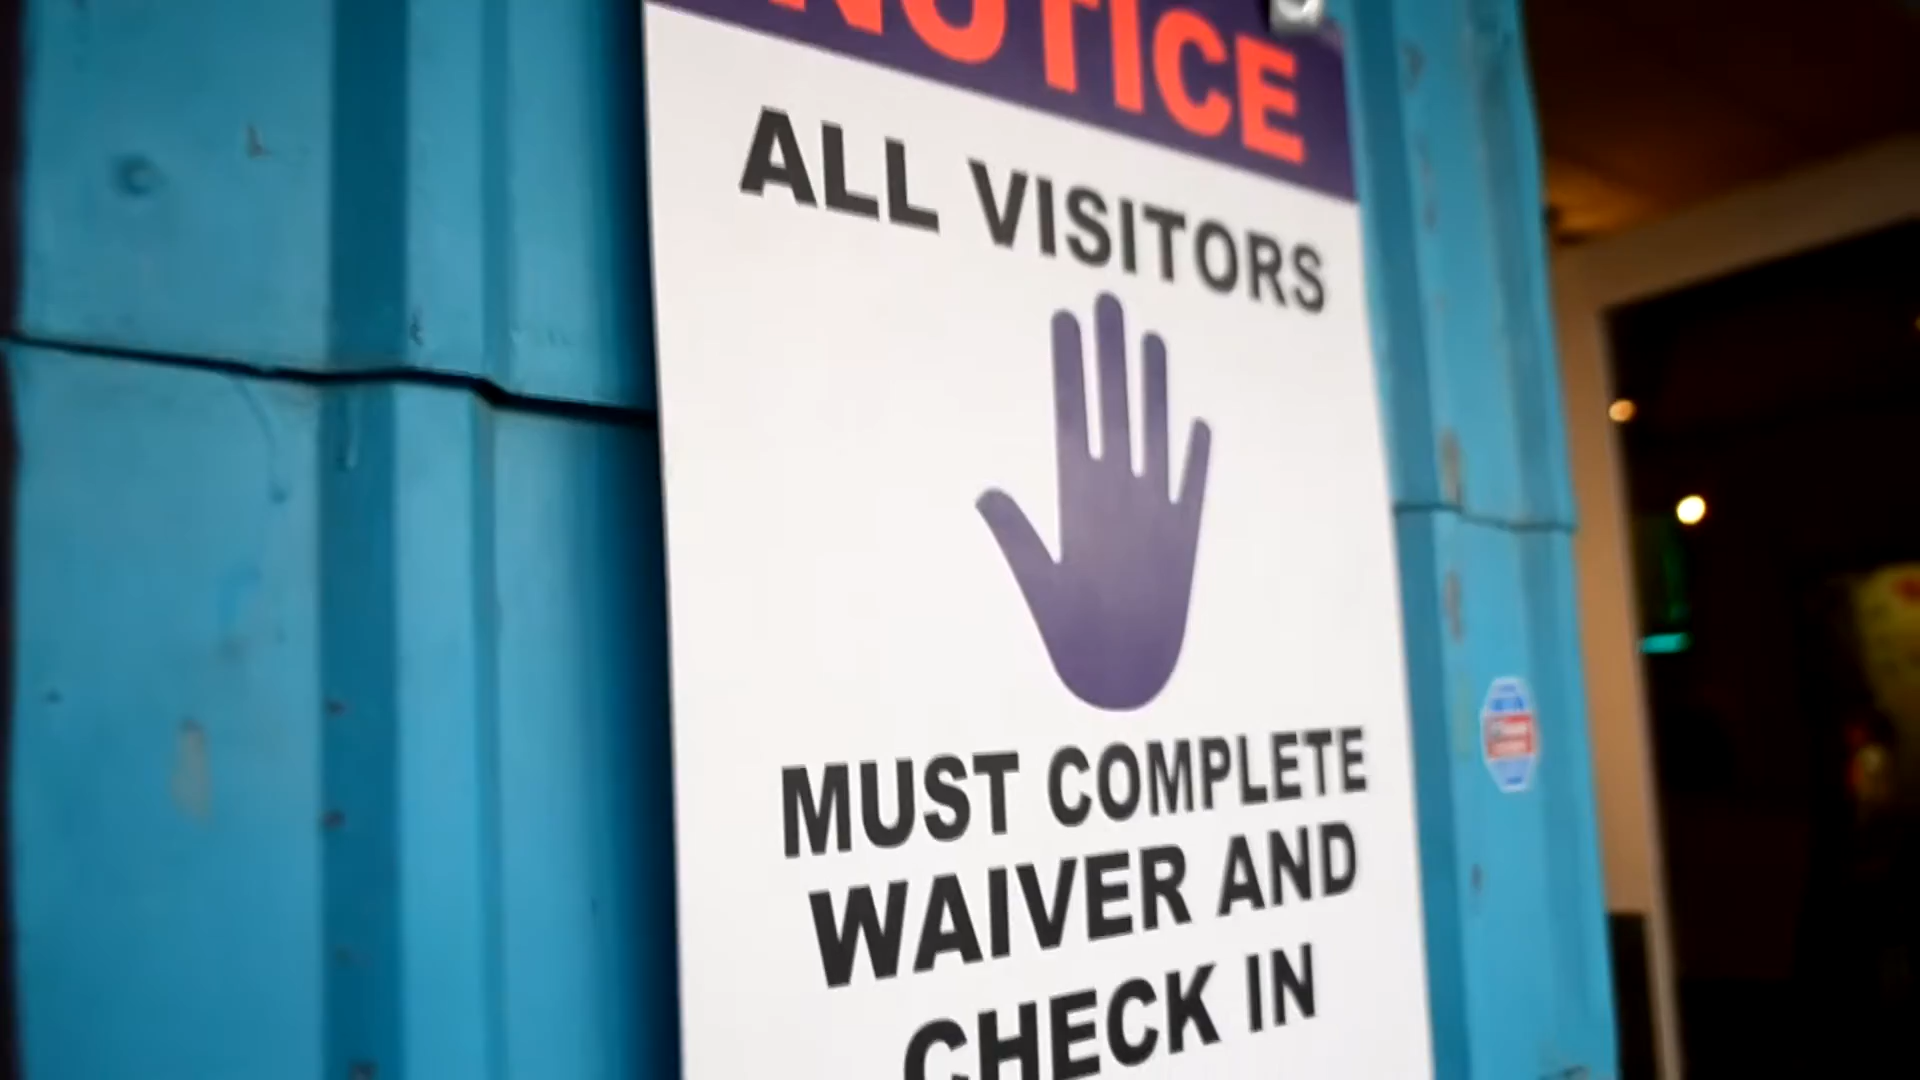 NOTICE
ALL VISITORS
MUST COMPLETE
WAIVER AND
CHECK IN